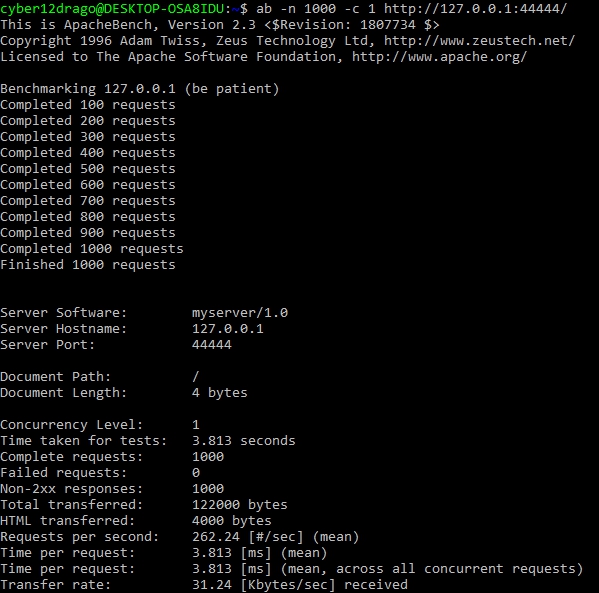 cyber12drago@DESKTOP-OSA8IDU:~$ ab -n 1000 -c 1 http://127.0.0.1:44444/
This is ApacheBench, Version 2.3 <$Revision: 1807734 $>
Copyright 1996 Adam Twiss, Zeus Technology Ltd, http://www.zeustech.net/
Licensed to The Apache Software Foundation, http://www.apache.org/
Benchmarking 127.0.0.1 (be patient)
Completed 100 requests
Completed 200 requests
Completed 300 requests
Completed 400 requests
Completed 500 requests
Completed 600 requests
Completed 700 requests
Completed 800 requests
Completed 900 requests
Completed 1000 requests
Finished 1000 requests
Server Software: myserver/1.0
Server Hostname: 127.0.0.1
Server Port: 44444
Document Path: /
Document Length: 4 bytes
Concurrency Level: 1
Time taken for tests: 3.813 seconds
Complete requests: 1000
Failed requests: 0
Non-2xx responses: 1000
Total transferred: 122000 bytes
HTML transferred: 4000 bytes
Requests per second: 262.24 [#/sec] (mean)
Time per request: 3.813 [ms] (mean)
Time per request: 3.813 [ms] (mean, across all concurrent requests)
Transfer rate: 31.24 [Kbytes/sec] received